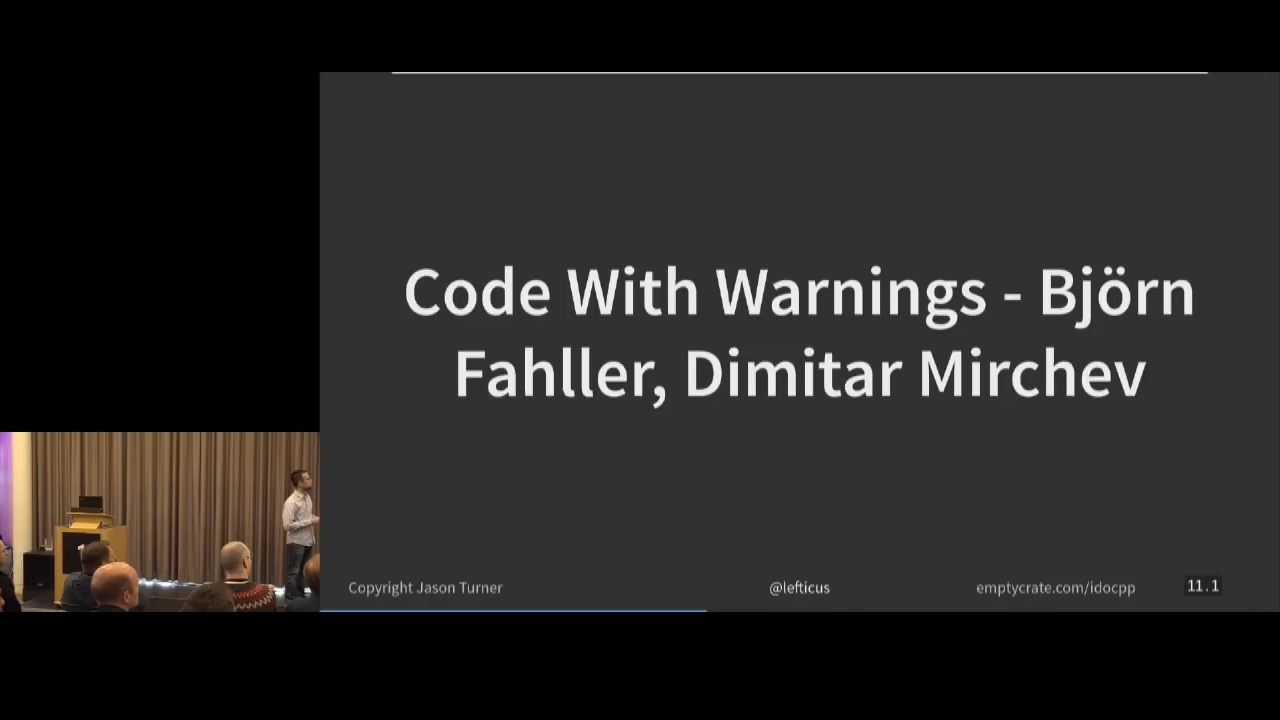 Code With Warnings - Björn
Fahller, Dimitar Mirchev
Copyright Jason Turner
@lefticus
emptycrate.com/idocpp
11.1